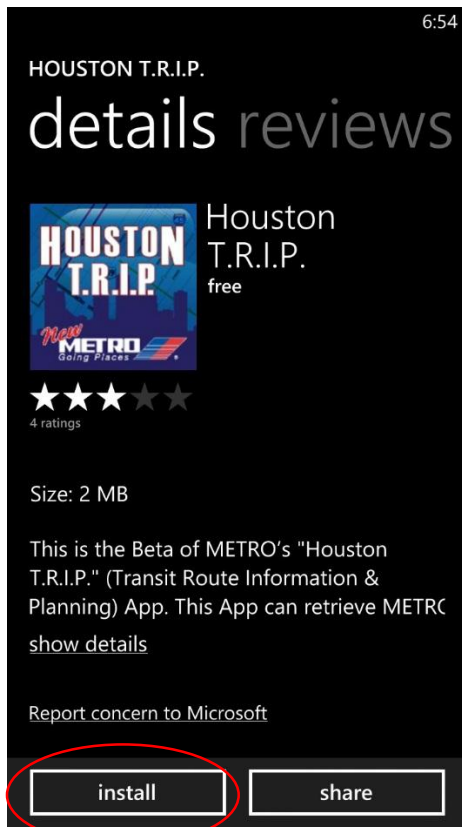 6:54
HOUSTON T.R.I.P.
details reviews
HOUSTON
T.R.I.P.
New
METRO
Going Places
Houston
T.R.I.P.
free
4 ratings
Size: 2 MB
This is the Beta of METRO's "Houston
T.R.I.P." (Transit Route Information &
Planning) App. This App can retrieve METRO
show details
Report concern to Microsoft
install share